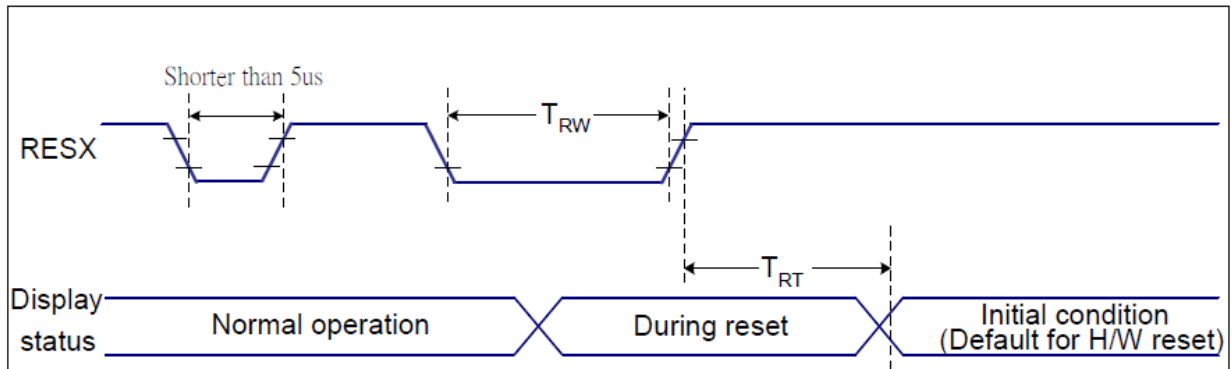 Shorter than 5us
RESX
TRW
TRT
Display
status
Normal operation
During reset
Initial condition
(Default for H/W reset)